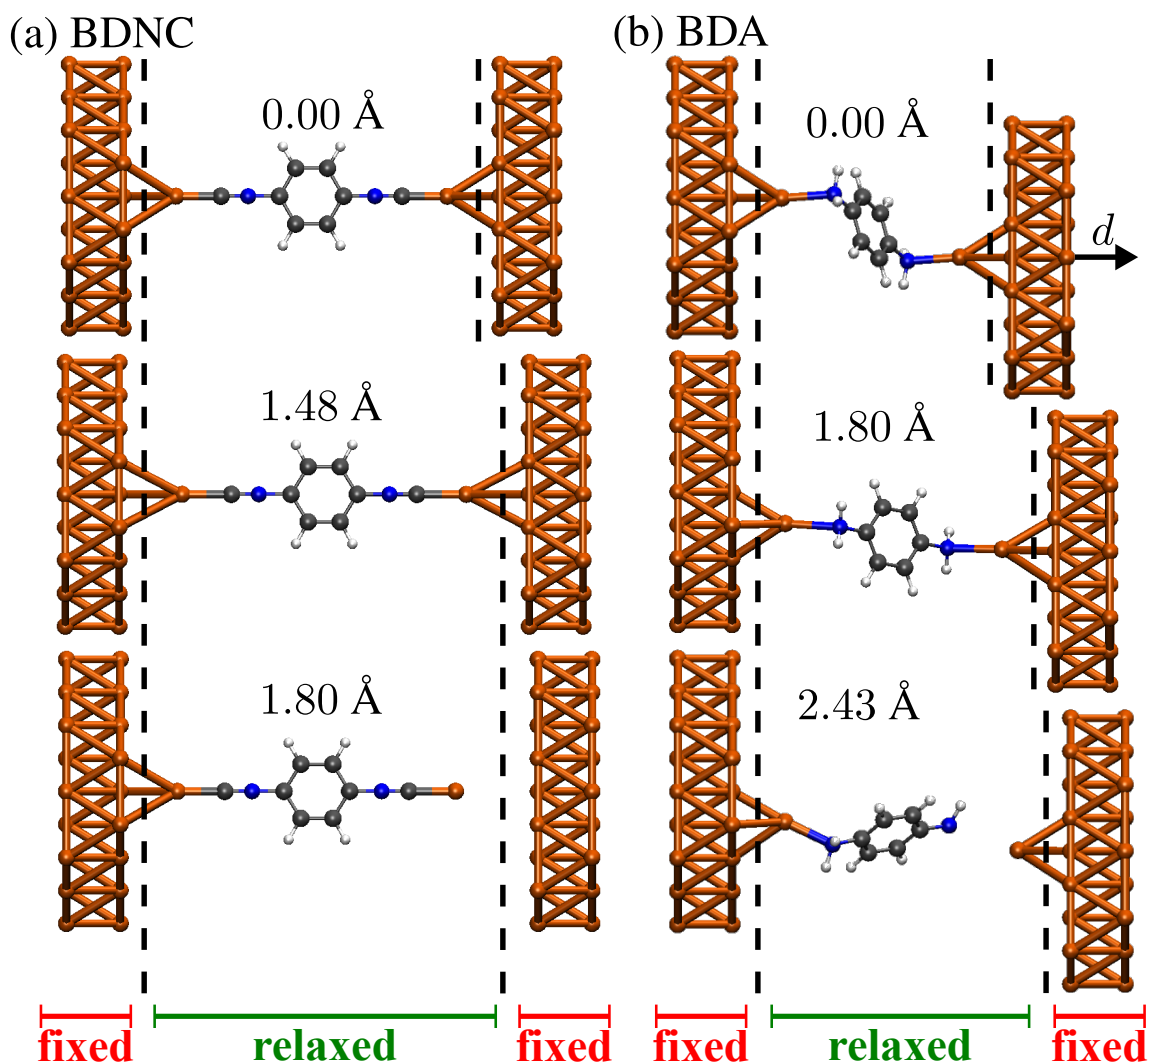 (a) BDNC
0.00 Å
1.48 Å
1.80 Å
fixed
relaxed
fixed
(b) BDA
0.00 Å
d
1.80 Å
2.43 Å
fixed
relaxed
fixed